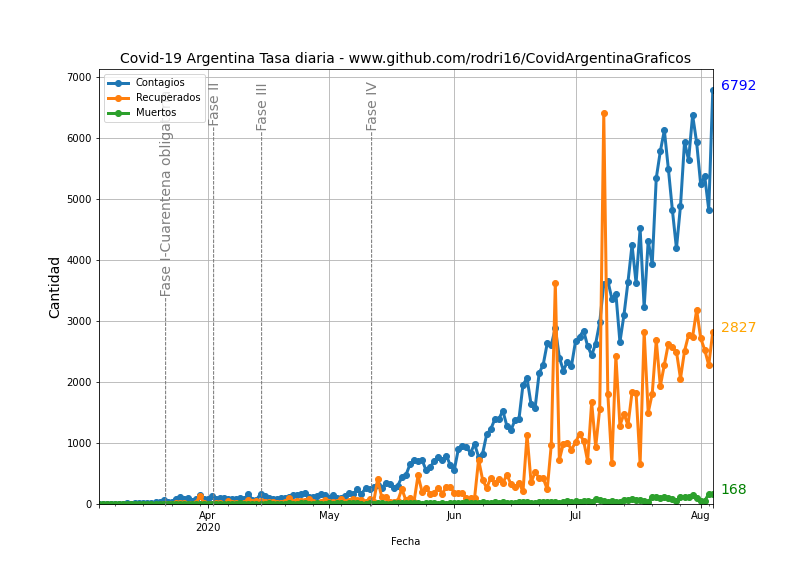 Covid-19 Argentina Tasa diaria - www.github.com/rodri16/CovidArgentinaGraficos
7000
6000
5000
4000
3000
2000
1000
0
Cantidad
Contagios
Recuperados
Muertos
Fase I-Cuarentena obliga
Fase II
Fase III
Fase IV
6792
2827
168
Apr
2020
May
Jun
Jul
Aug
Fecha